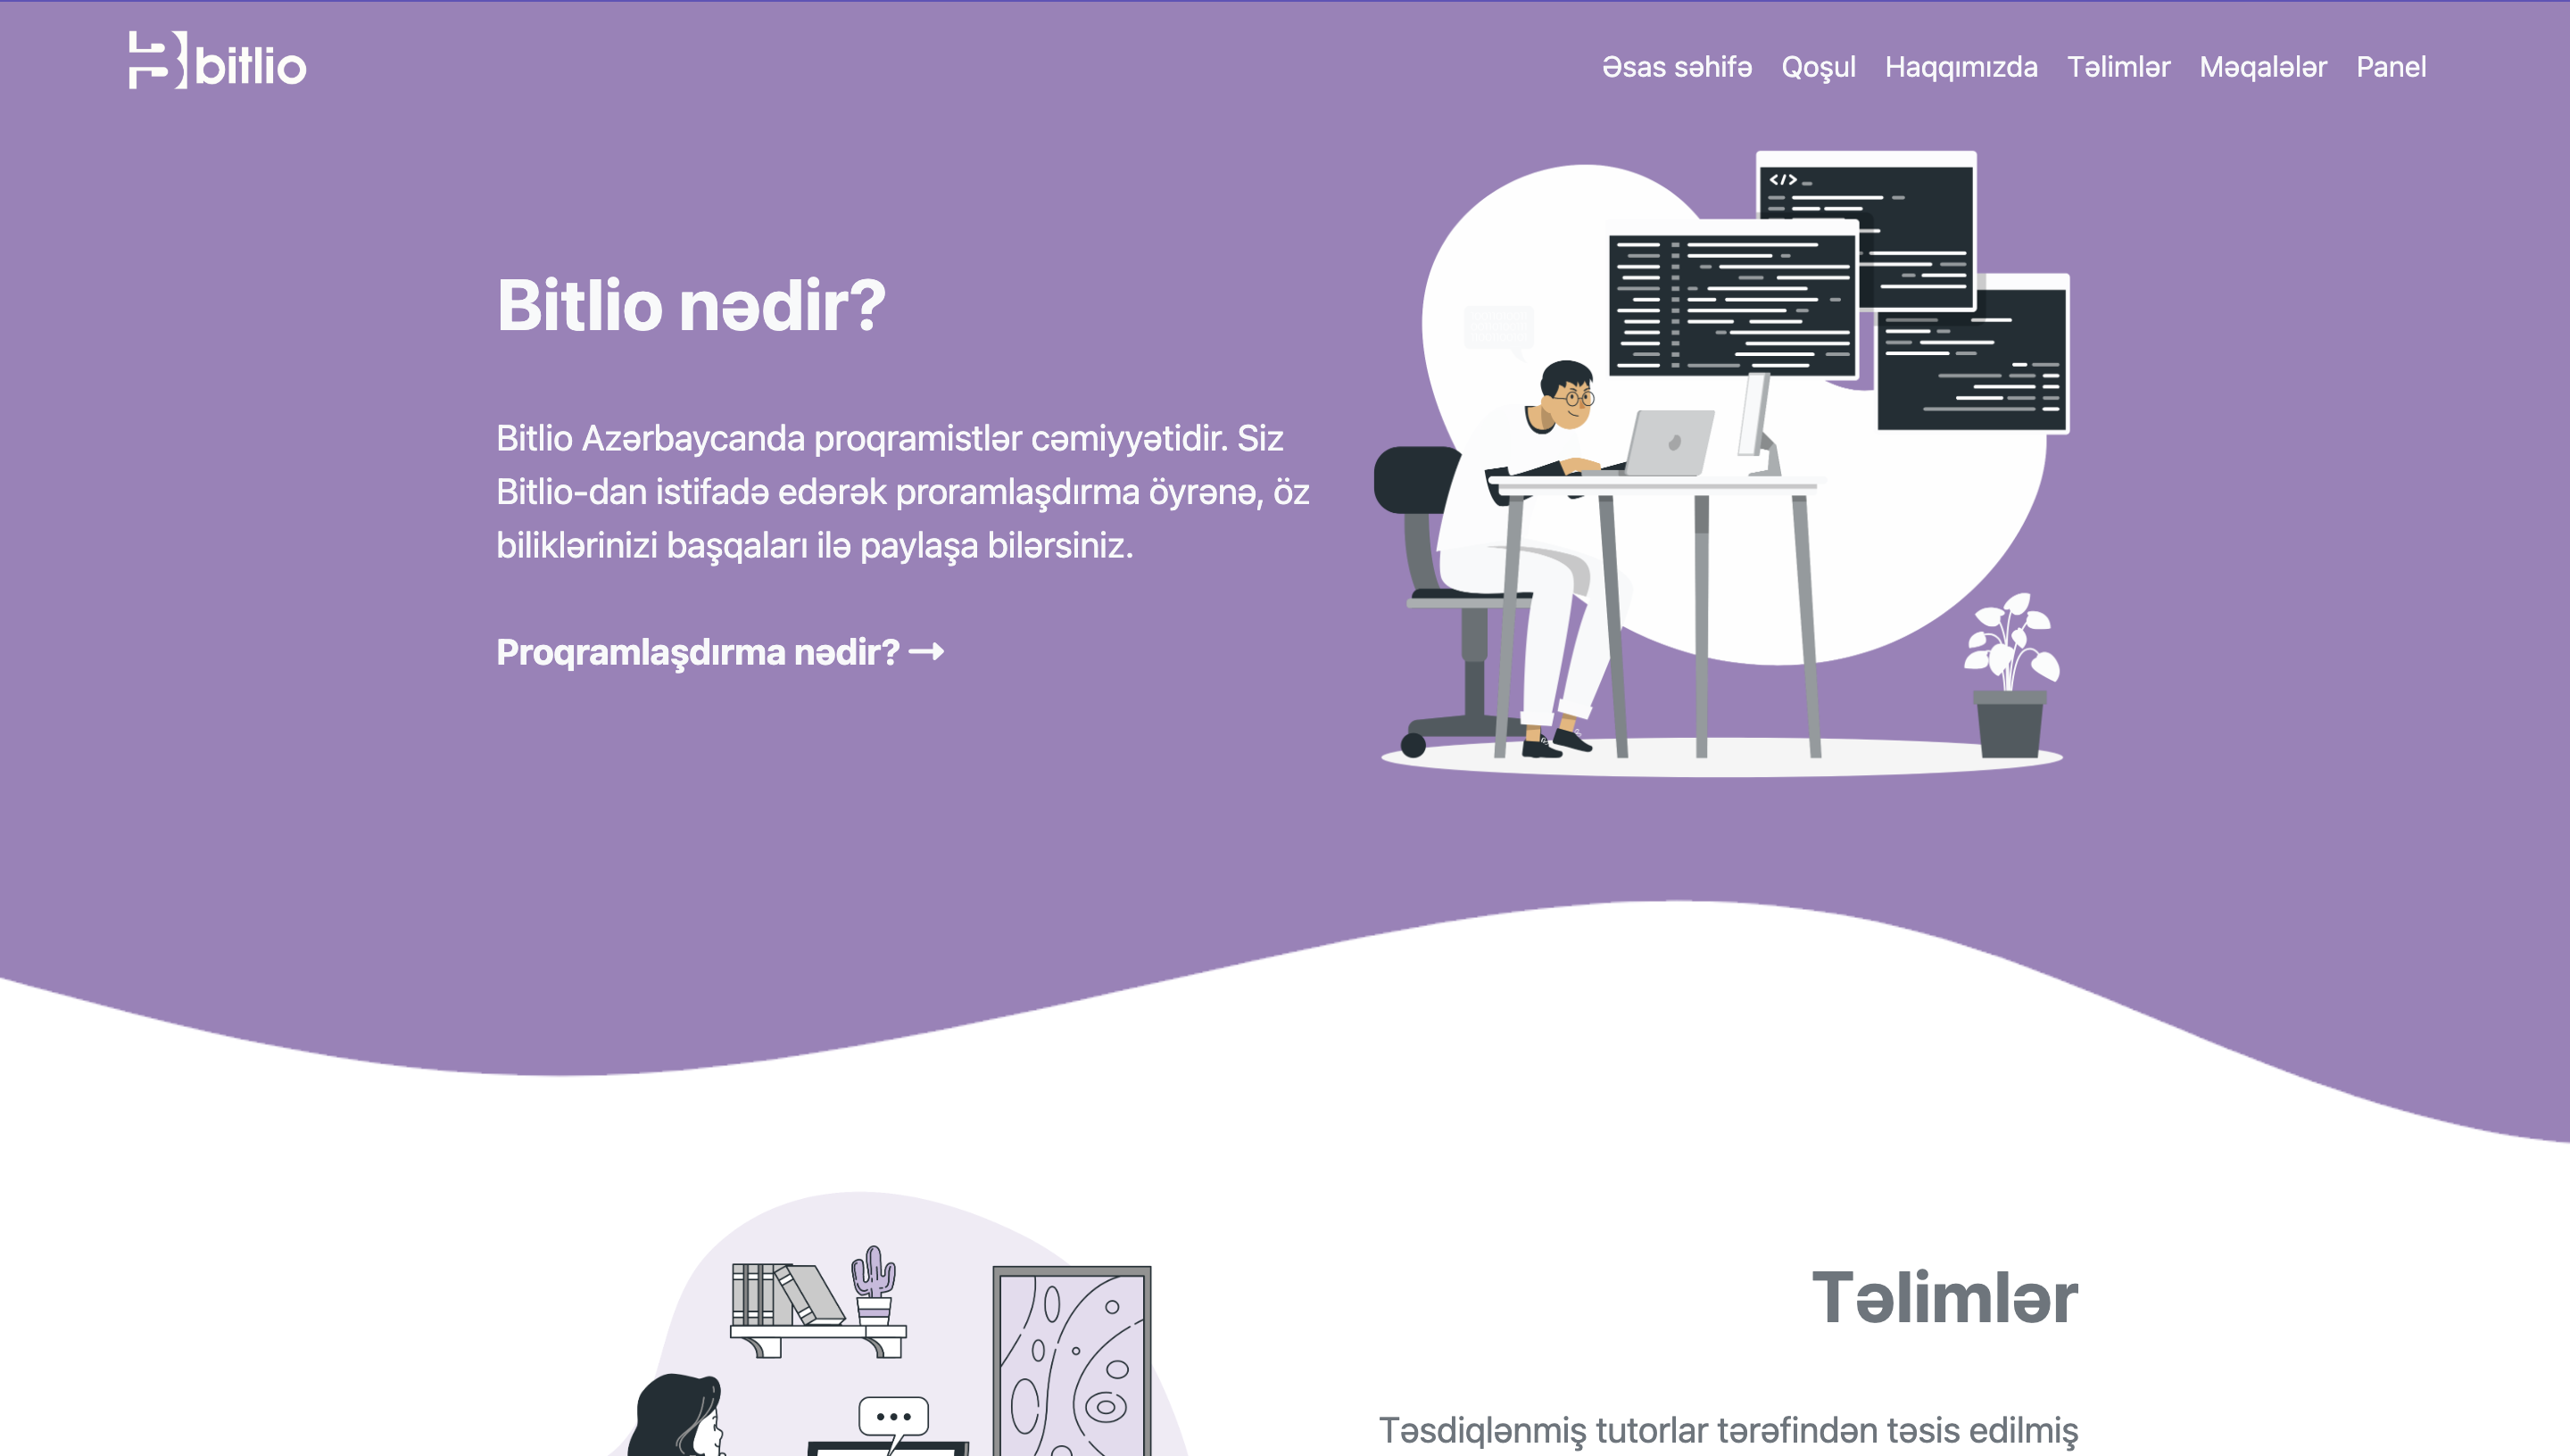 bitlio
Əsas səhifə Qoşul Haqqımızda Təlimlər Məqalələr Panel
</>
Bitlio nədir?
Bitlio Azərbaycanda proqramistlər cəmiyyətidir. Siz
Bitlio-dan istifadə edərək proramlaşdırma öyrənə, öz
biliklərinizi başqaları ilə paylaşa bilərsiniz.
Proqramlaşdırma nədir? →
Təlimlər
Təsdiqlənmiş tutorlar tərəfindən təsis edilmiş